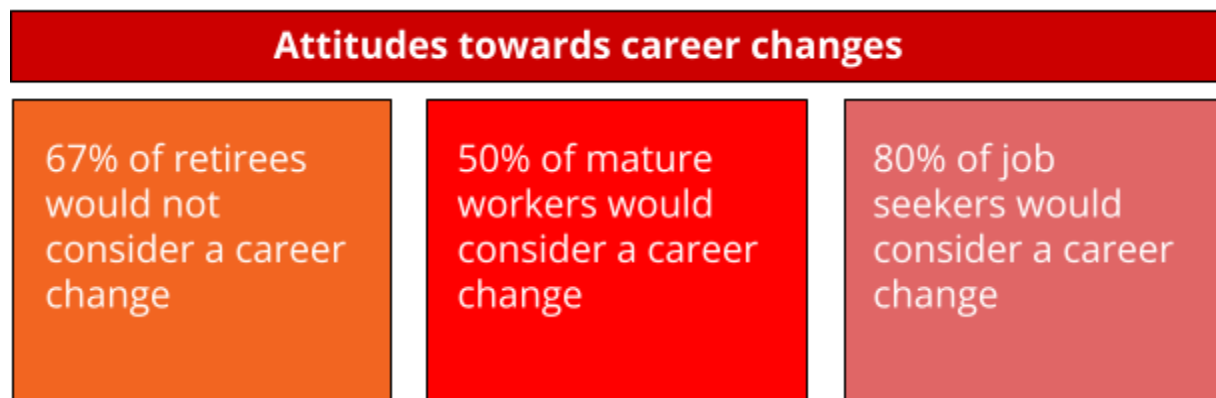 Attitudes towards career changes
67% of retirees
would not
consider a career
change
50% of mature
workers would
consider a career
change
80% of job
seekers would
consider a career
change